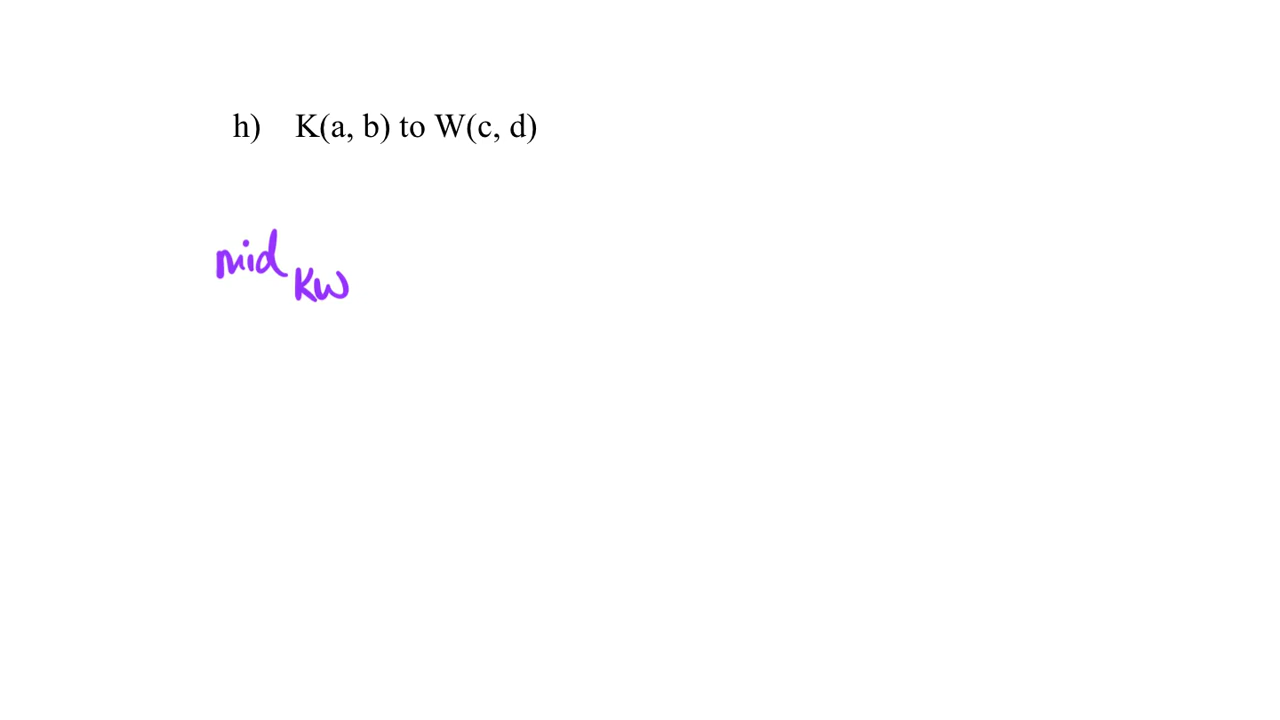 h) K(a, b) to W(c, d)
mid KW